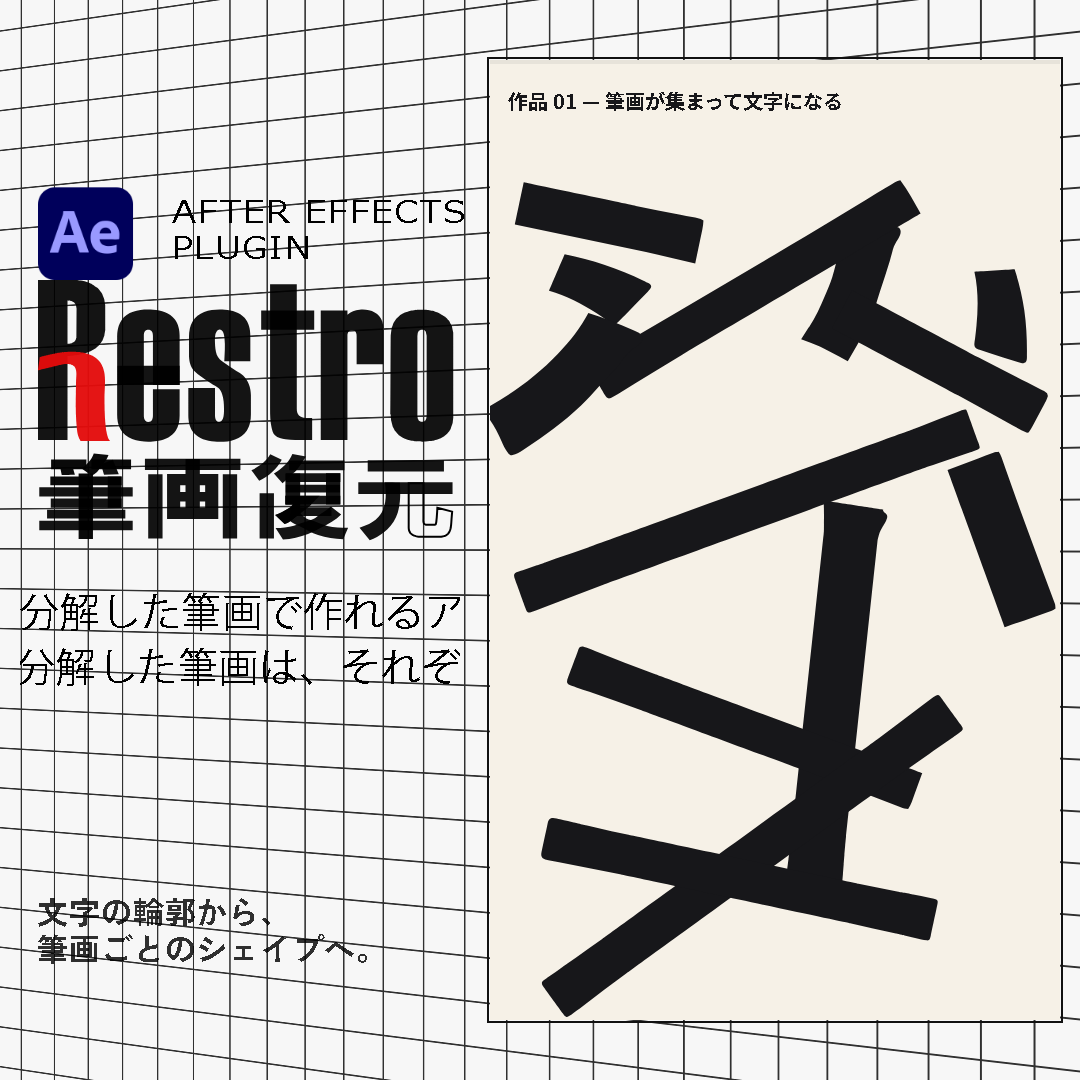 作品 01 — 筆画が集まって文字になる
Ae
AFTER EFFECTS
PLUGIN
Restro
筆画復元
分解した筆画で作れるア
分解した筆画は、それぞ
文字の輪郭から、
筆画ごとのシェイプへ。